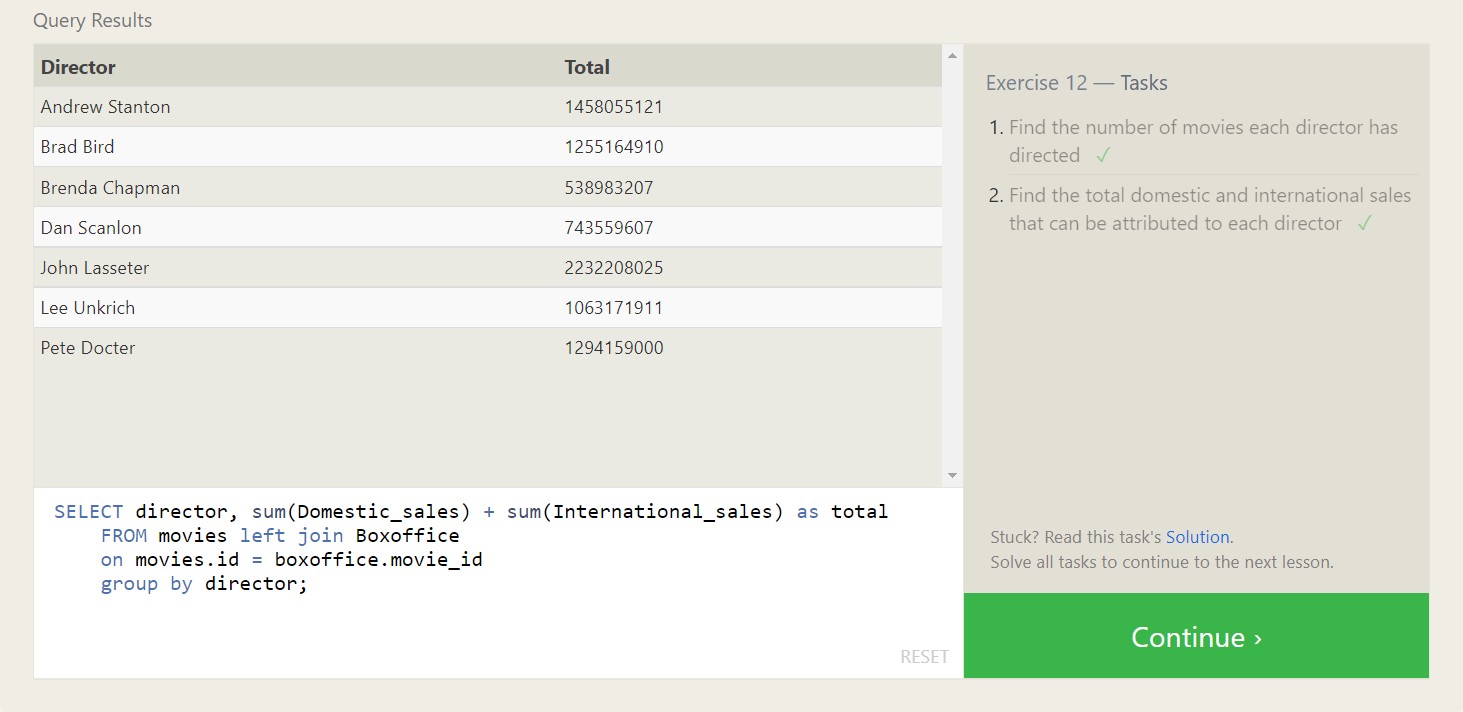 Query Results
Director Total
Andrew Stanton 1458055121
Brad Bird 1255164910
Brenda Chapman 538983207
Dan Scanlon 743559607
John Lasseter 2232208025
Lee Unkrich 1063171911
Pete Docter 1294159000
SELECT director, sum(Domestic_sales) + sum(International_sales) as total
FROM movies left join Boxoffice
on movies.id = boxoffice.movie_id
group by director;
RESET
Exercise 12 — Tasks
1. Find the number of movies each director has
directed ✓
2. Find the total domestic and international sales
that can be attributed to each director ✓
Stuck? Read this task's Solution.
Solve all tasks to continue to the next lesson.
Continue ›